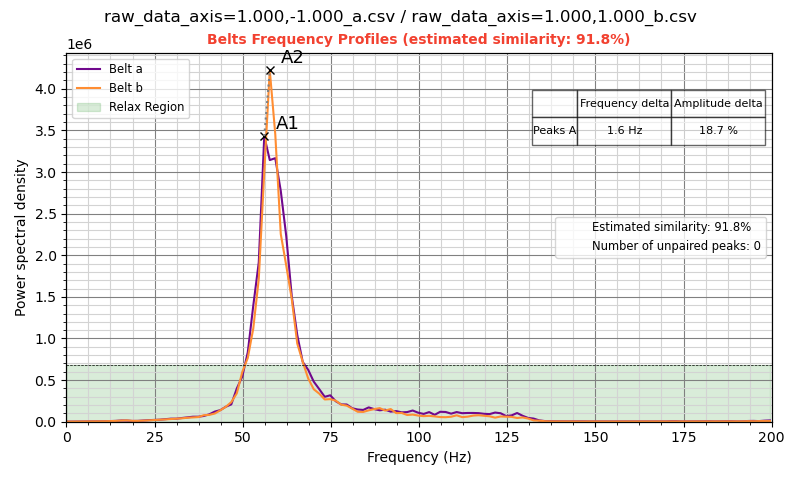 raw_data_axis=1.000,-1.000_a.csv / raw_data_axis=1.000,1.000_b.csv
Belts Frequency Profiles (estimated similarity: 91.8%)
1e6
A2
A1
Belt a
Belt b
Relax Region
Frequency delta Amplitude delta
Peaks A 1.6 Hz 18.7 %
Estimated similarity: 91.8%
Number of unpaired peaks: 0
Power spectral density
4.0
3.5
3.0
2.5
2.0
1.5
1.0
0.5
0.0
0 25 50 75 100 125 150 175 200
Frequency (Hz)